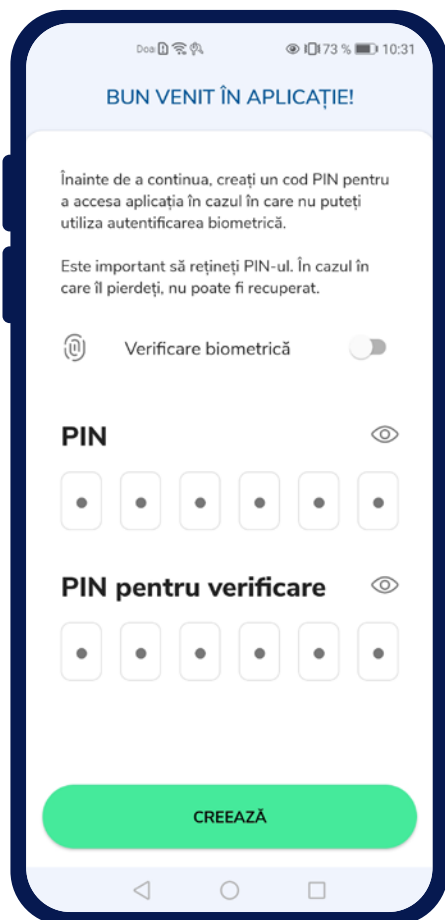 Doa 73 % 10:31
BUN VENIT ÎN APLICAȚIE!
Înainte de a continua, creați un cod PIN pentru
a accesa aplicația în cazul în care nu puteți
utiliza autentificarea biometrică.
Este important să rețineți PIN-ul. În cazul în
care îl pierdeți, nu poate fi recuperat.
Verificare biometrică
PIN
PIN pentru verificare
CREEAZĂ